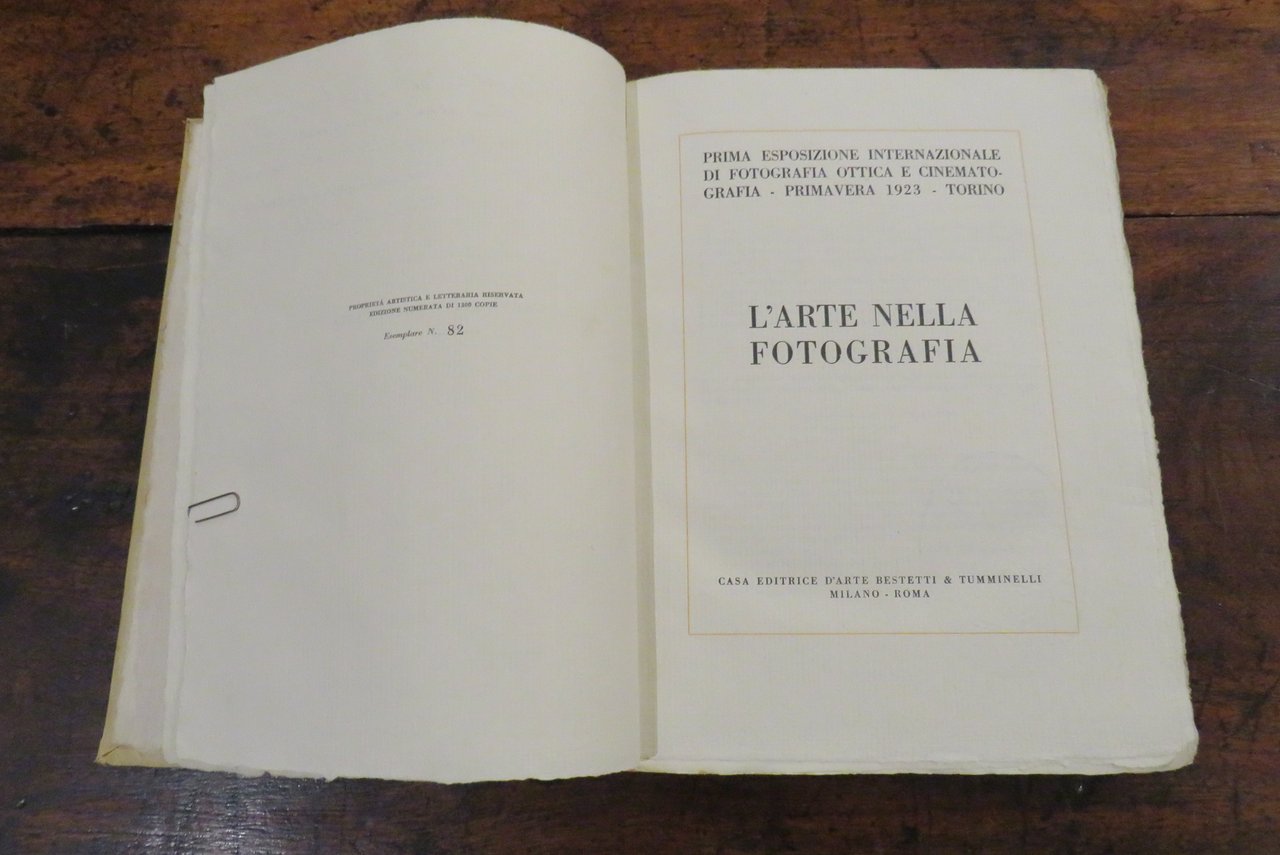 PROPRIETÀ ARTISTICA E LETTERARIA RISERVATA
EDIZIONE NUMERATA DI 1300 COPIE
Esemplare N. 82
PRIMA ESPOSIZIONE INTERNAZIONALE
DI FOTOGRAFIA OTTICA E CINEMATO-
GRAFIA - PRIMAVERA 1923 - TORINO
L'ARTE NELLA
FOTOGRAFIA
CASA EDITRICE D'ARTE BESTETTI & TUMMINELLI
MILANO - ROMA